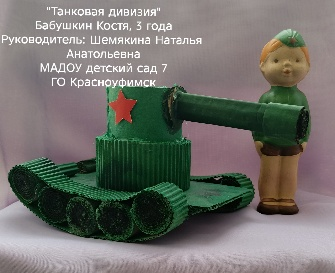 "Танковая дивизия"
Бабушкин Костя, 3 года
Руководитель: Шемякина Наталья
Анатольевна
МАДОУ детский сад 7
ГО Красноуфимск